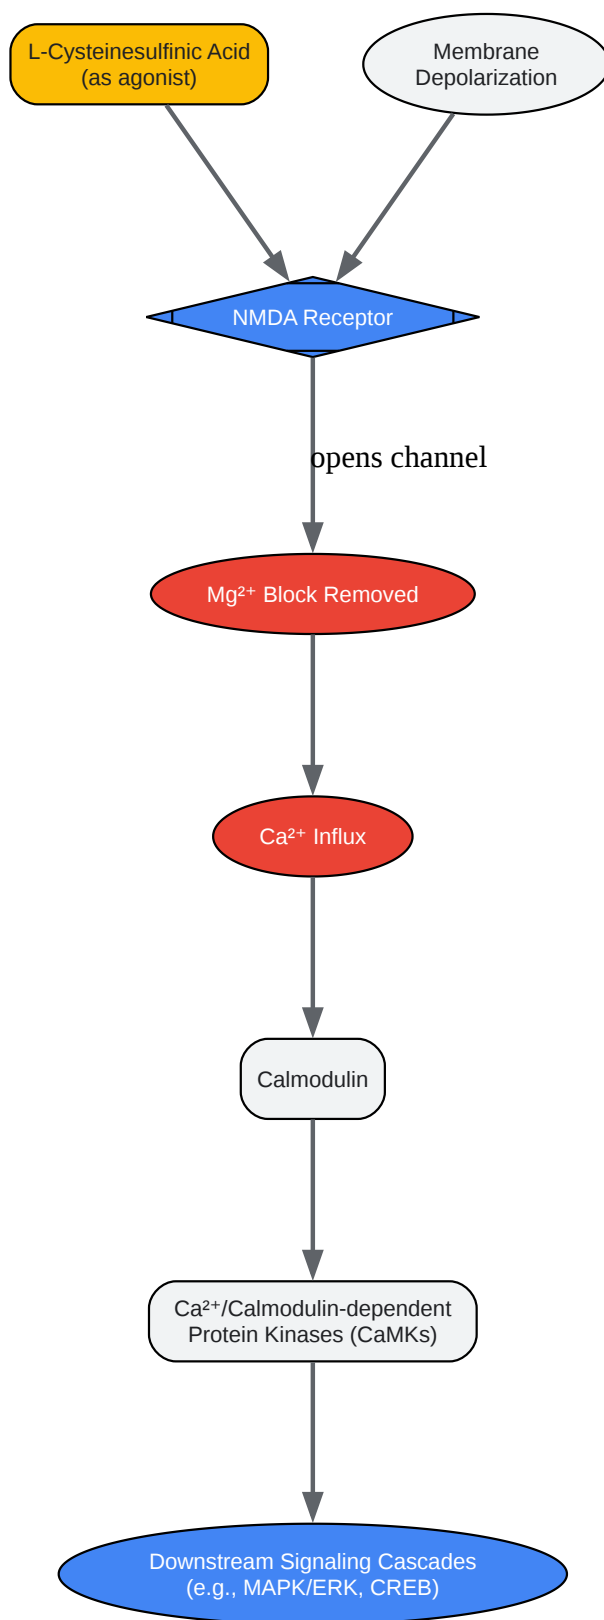 L-Cysteinesulfinic Acid
(as agonist)
Membrane
Depolarization
NMDA Receptor
opens channel
Mg²⁺ Block Removed
Ca²⁺ Influx
Calmodulin
Ca²⁺/Calmodulin-dependent
Protein Kinases (CaMKs)
Downstream Signaling Cascades
(e.g., MAPK/ERK, CREB)